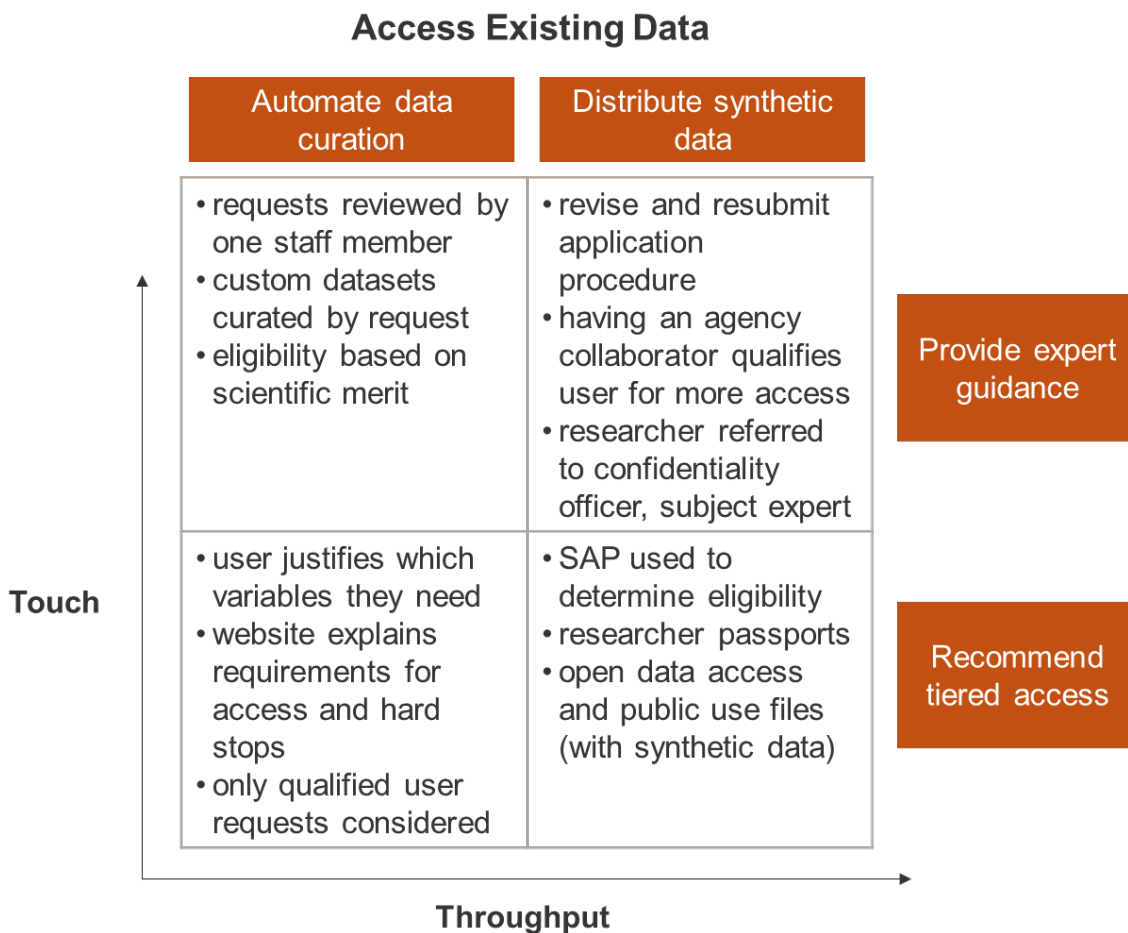 Access Existing Data
Automate data
curation
Distribute synthetic
data
• requests reviewed by
one staff member
• custom datasets
curated by request
• eligibility based on
scientific merit
• revise and resubmit
application
procedure
• having an agency
collaborator qualifies
user for more access
• researcher referred
to confidentiality
officer, subject expert
Provide expert
guidance
Touch
• user justifies which
variables they need
• website explains
requirements for
access and hard
stops
• only qualified user
requests considered
• SAP used to
determine eligibility
• researcher passports
• open data access
and public use files
(with synthetic data)
Recommend
tiered access
Throughput